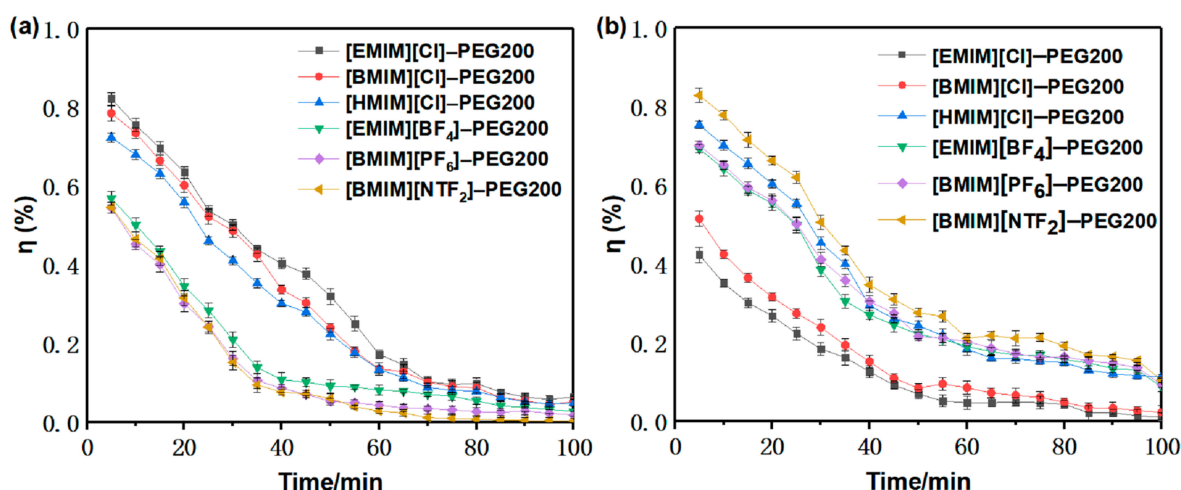 (a)
1. 0
0. 8
0. 6
0. 4
0. 2
0. 0
η (%)
[EMIM][Cl]–PEG200
[BMIM][Cl]–PEG200
[HMIM][Cl]–PEG200
[EMIM][BF4]–PEG200
[BMIM][PF6]–PEG200
[BMIM][NTF2]–PEG200
0 20 40 60 80 100
Time/min
(b)
1. 0
0. 8
0. 6
0. 4
0. 2
0. 0
η (%)
[EMIM][Cl]–PEG200
[BMIM][Cl]–PEG200
[HMIM][Cl]–PEG200
[EMIM][BF4]–PEG200
[BMIM][PF6]–PEG200
[BMIM][NTF2]–PEG200
0 20 40 60 80 100
Time/min